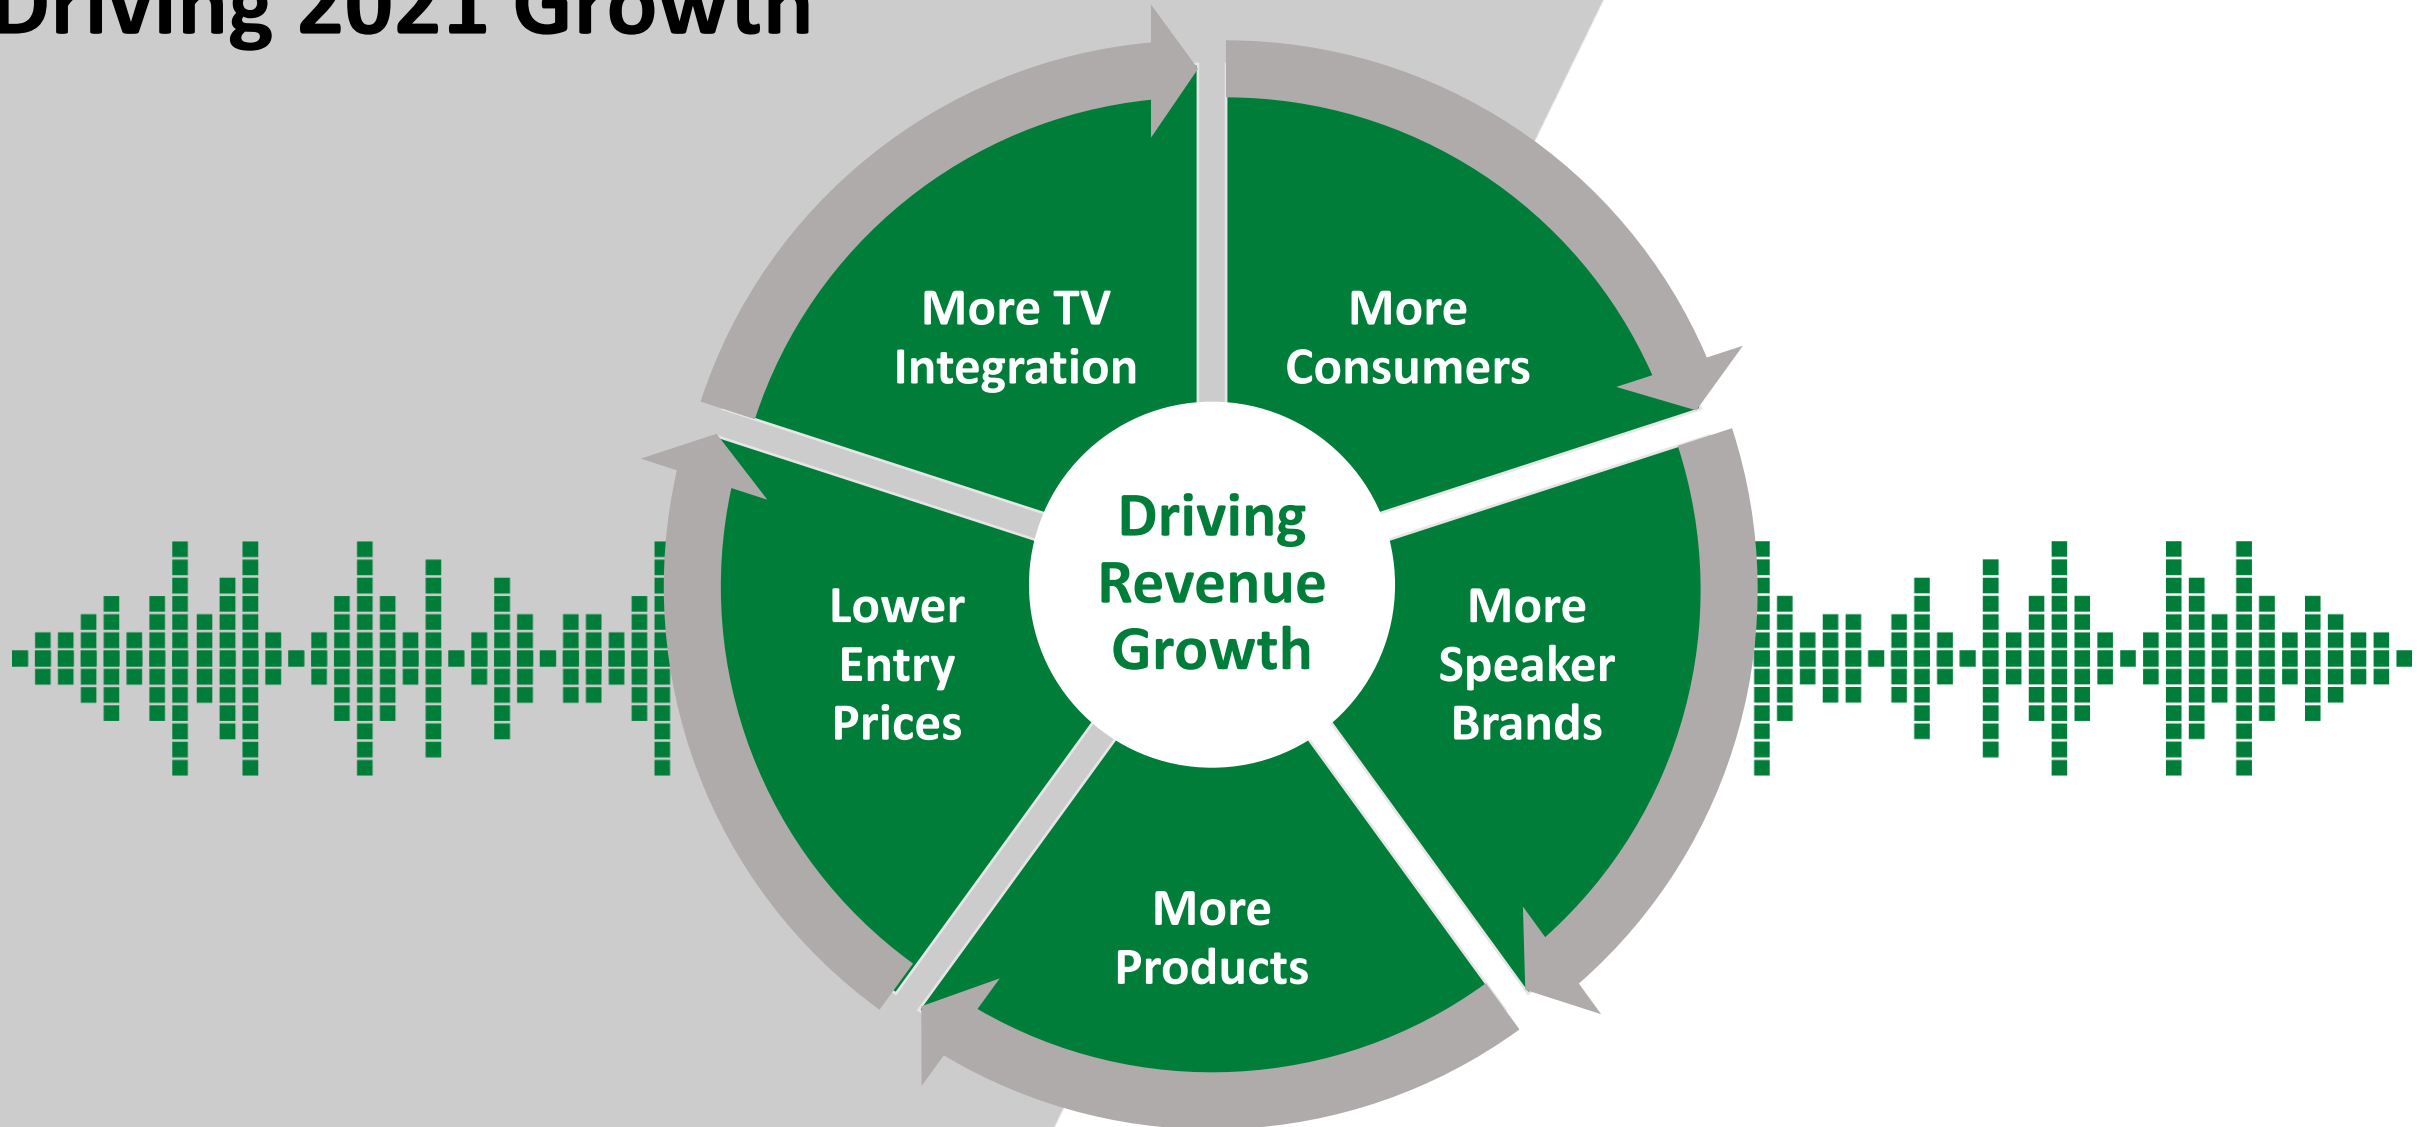 Driving 2021 Growth
More TV
Integration
More
Consumers
Driving
Revenue
Growth
Lower
Entry
Prices
More
Speaker
Brands
More
Products